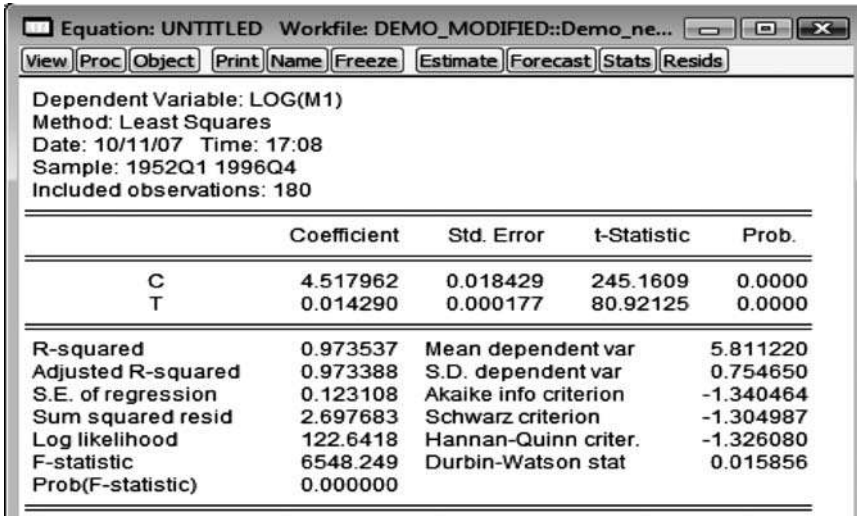 Equation: UNTITLED Workfile: DEMO_MODIFIED::Demo_ne...
View Proc Object Print Name Freeze Estimate Forecast Stats Resids
Dependent Variable: LOG(M1)
Method: Least Squares
Date: 10/11/07 Time: 17:08
Sample: 1952Q1 1996Q4
Included observations: 180
Coefficient Std. Error t-Statistic Prob.
C 4.517962 0.018429 245.1609 0.0000
T 0.014290 0.000177 80.92125 0.0000
R-squared 0.973537 Mean dependent var 5.811220
Adjusted R-squared 0.973388 S.D. dependent var 0.754650
S.E. of regression 0.123108 Akaike info criterion -1.340464
Sum squared resid 2.697683 Schwarz criterion -1.304987
Log likelihood 122.6418 Hannan-Quinn criter. -1.326080
F-statistic 6548.249 Durbin-Watson stat 0.015856
Prob(F-statistic) 0.000000